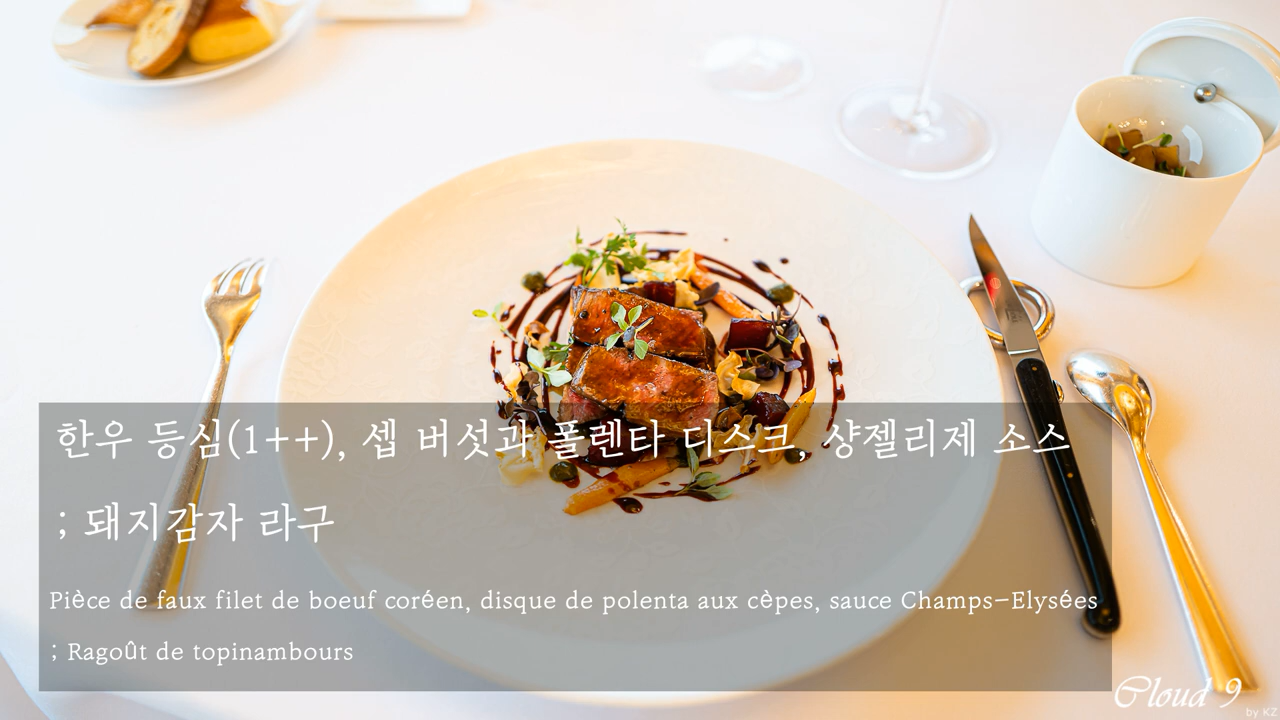 한우 등심(1++), 셉 버섯과 폴렌타 디스크, 샹젤리제 소스
; 돼지감자 라구
Pièce de faux filet de boeuf coréen, disque de polenta aux cèpes, sauce Champs-Elysées
; Ragoût de topinambours
Cloud 9
by KZ